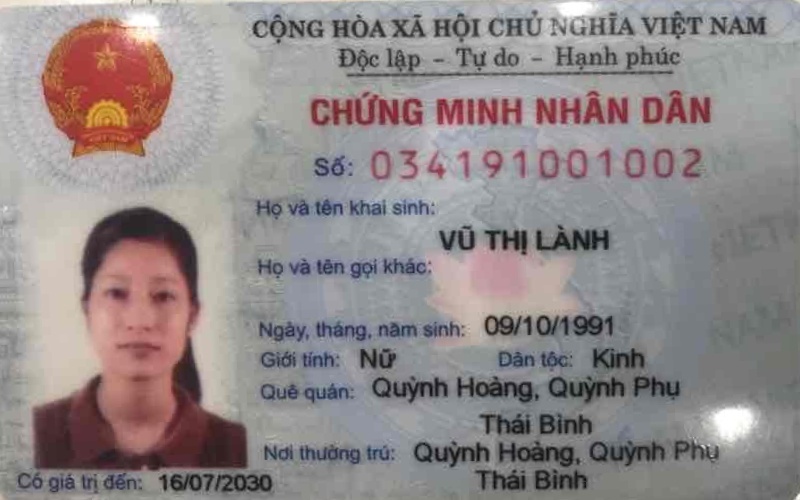 CỘNG HÒA XÃ HỘI CHỦ NGHĨA VIỆT NAM
Độc lập - Tự do - Hạnh phúc
CHỨNG MINH NHÂN DÂN
Số: 034191001002
Họ và tên khai sinh:
VŨ THỊ LÀNH
Họ và tên gọi khác:
Ngày, tháng, năm sinh: 09/10/1991
Giới tính: Nữ Dân tộc: Kinh
Quê quán: Quỳnh Hoàng, Quỳnh Phụ
Thái Bình
Nơi thường trú: Quỳnh Hoàng, Quỳnh Phụ
Thái Bình
Có giá trị đến: 16/07/2030